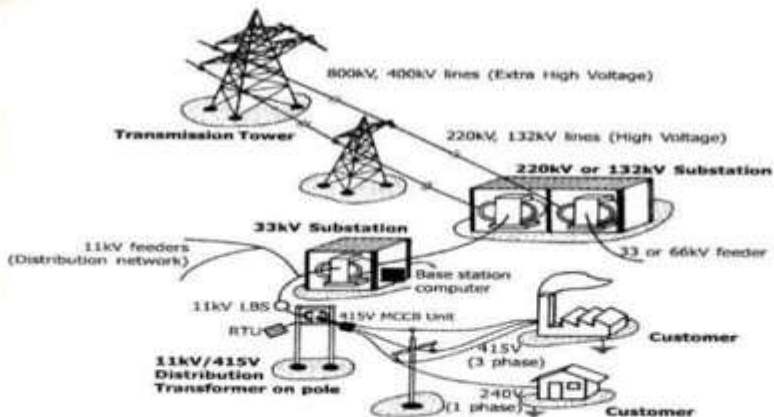 800kV, 400kV lines (Extra High Voltage)
Transmission Tower
220kV, 132kV lines (High Voltage)
220kV or 132kV Substation
33kV Substation
11kV feeders
(Distribution network)
33 or 66kV feeder
Base station
computer
11kV LBS
415V MCCB Unit
RTU
Customer
415V
(3 phase)
11kV/415V
Distribution
Transformer on pole
240V
(1 phase)
Customer